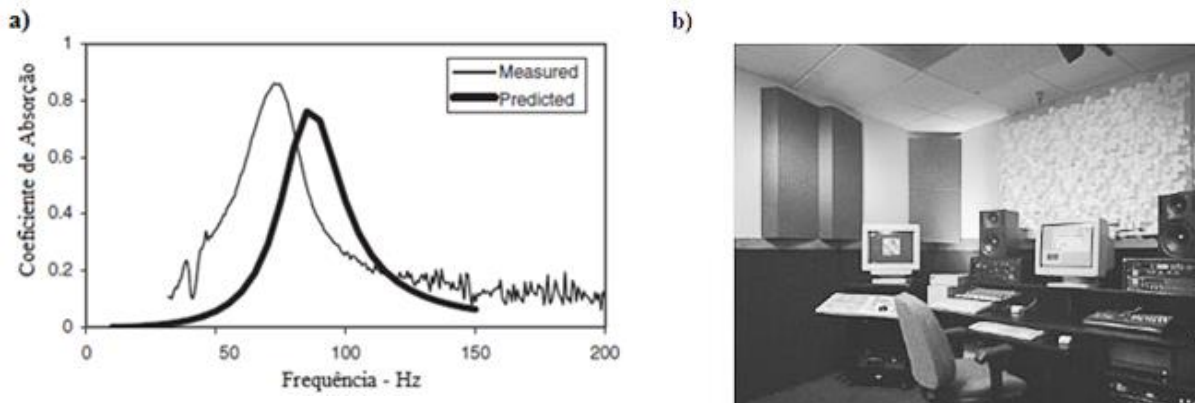 a)
b)
1
0.8
0.6
0.4
0.2
0
Coeficiente de Absorção
Measured
Predicted
0
50
100
150
200
Frequência - Hz